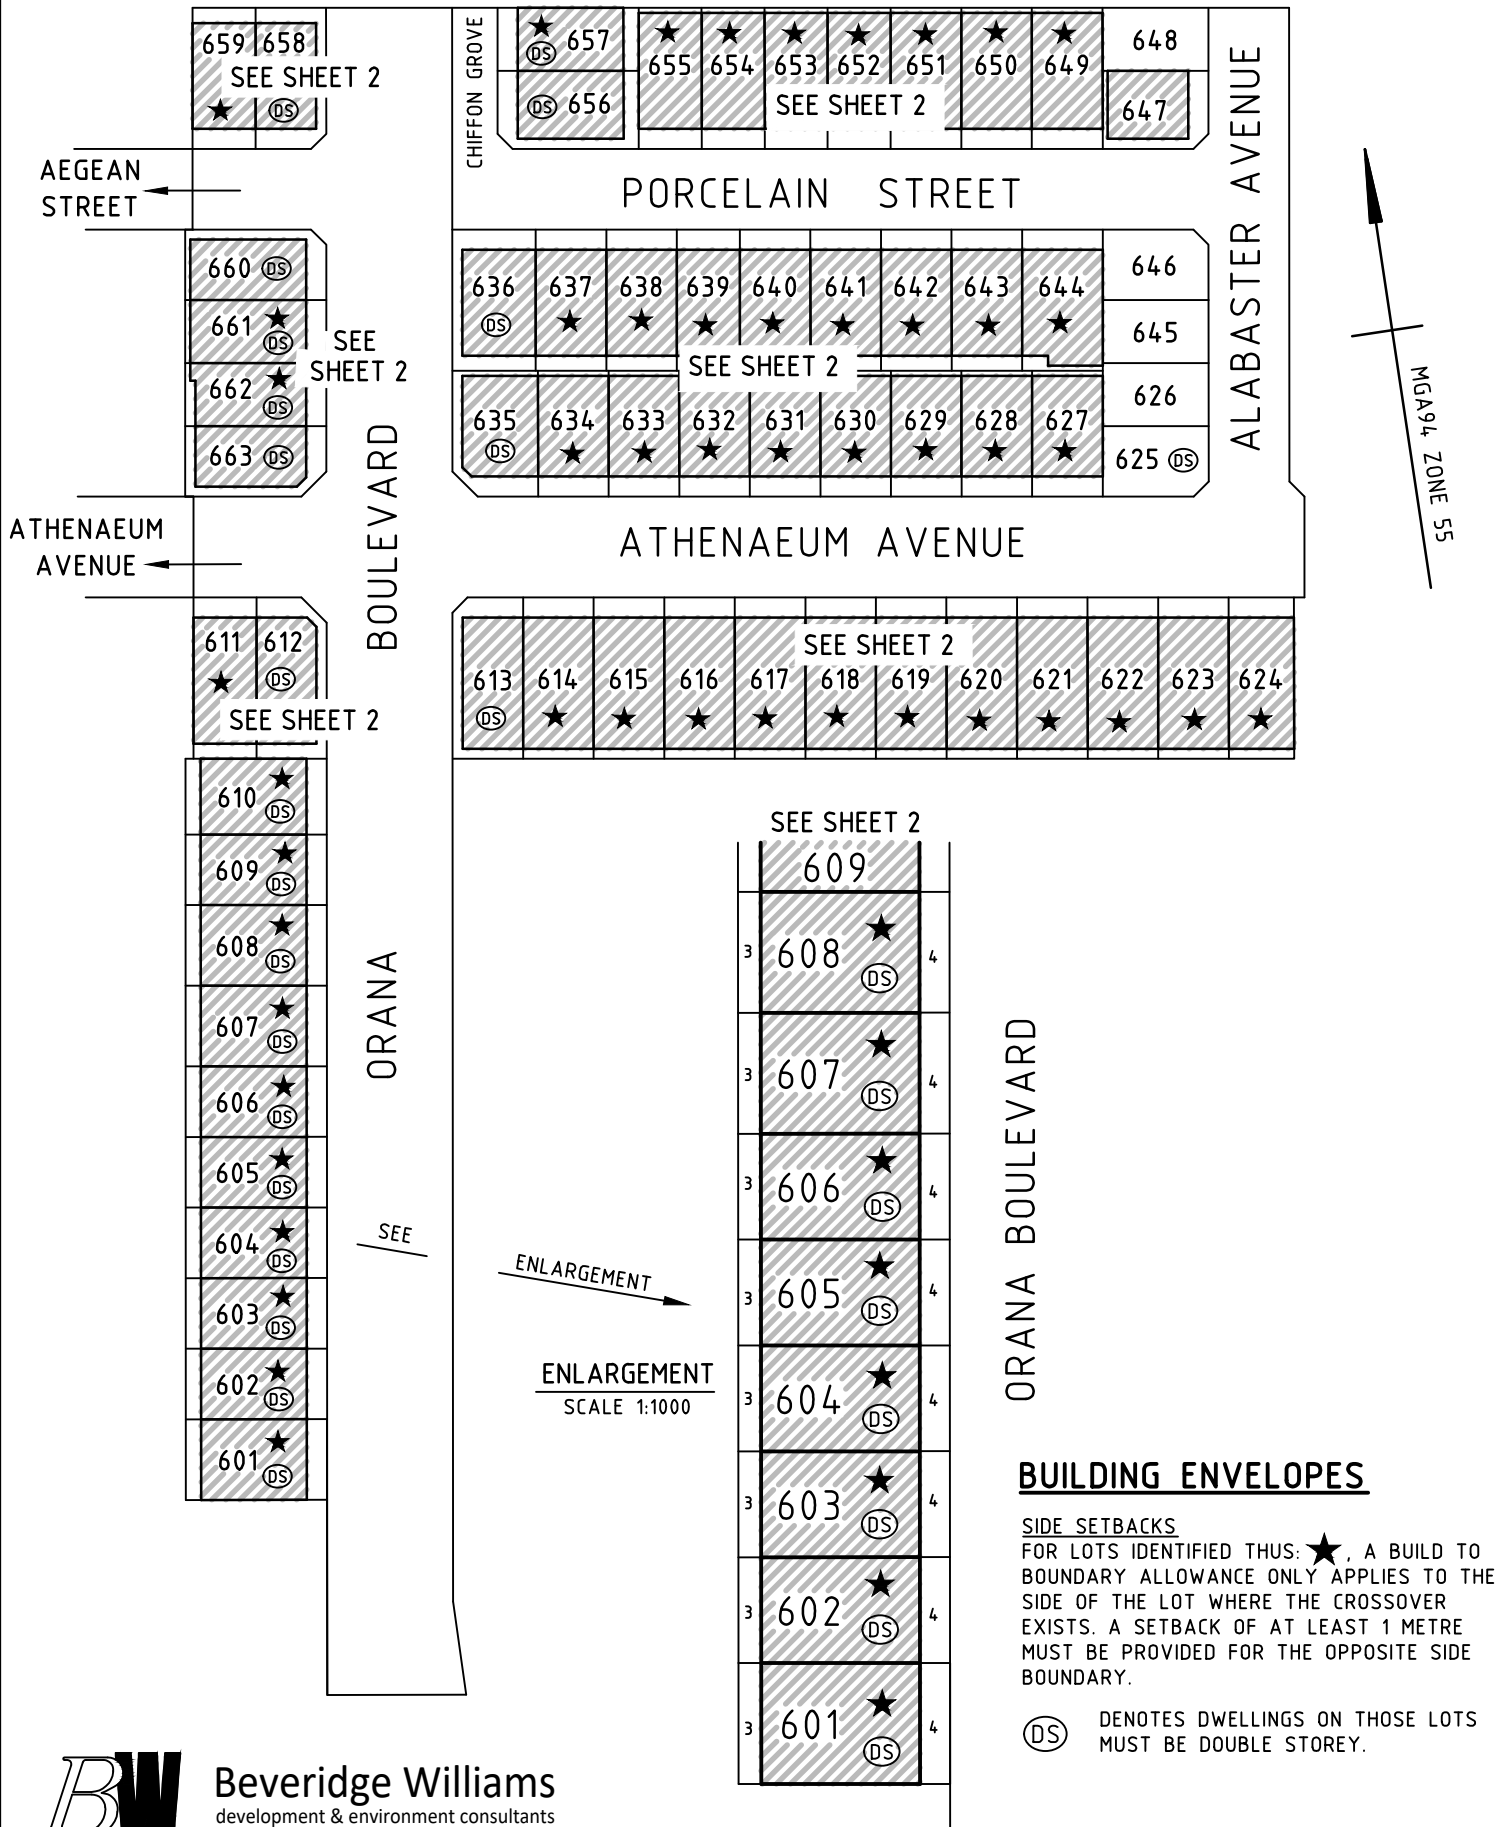 659 658
SEE SHEET 2
DS
CHIFFON GROVE
DS 657
DS 656
655 654 653 652 651 650 649
SEE SHEET 2
648
647
ALABASTER AVENUE
AEGEAN
STREET
PORCELAIN STREET
MGA94 ZONE 55
660 DS
661 DS
662 DS
663 DS
SEE
SHEET 2
636 637 638 639 640 641 642 643 644
DS
SEE SHEET 2
635 634 633 632 631 630 629 628 627
DS
646
645
626
625 DS
ATHENAEUM
AVENUE
BOULEVARD
ATHENAEUM AVENUE
611 612
DS
SEE SHEET 2
SEE SHEET 2
613 614 615 616 617 618 619 620 621 622 623 624
DS
610 DS
609 DS
608 DS
607 DS
606 DS
605 DS
604 DS
603 DS
602 DS
601 DS
ORANA
SEE
ENLARGEMENT
ENLARGEMENT
SCALE 1:1000
SEE SHEET 2
609
3 608 DS 4
3 607 DS 4
3 606 DS 4
3 605 DS 4
3 604 DS 4
3 603 DS 4
3 602 DS 4
3 601 DS 4
ORANA BOULEVARD
BUILDING ENVELOPES
SIDE SETBACKS
FOR LOTS IDENTIFIED THUS: ★, A BUILD TO
BOUNDARY ALLOWANCE ONLY APPLIES TO THE
SIDE OF THE LOT WHERE THE CROSSOVER
EXISTS. A SETBACK OF AT LEAST 1 METRE
MUST BE PROVIDED FOR THE OPPOSITE SIDE
BOUNDARY.
DS DENOTES DWELLINGS ON THOSE LOTS
MUST BE DOUBLE STOREY.
BW
Beveridge Williams
development & environment consultants